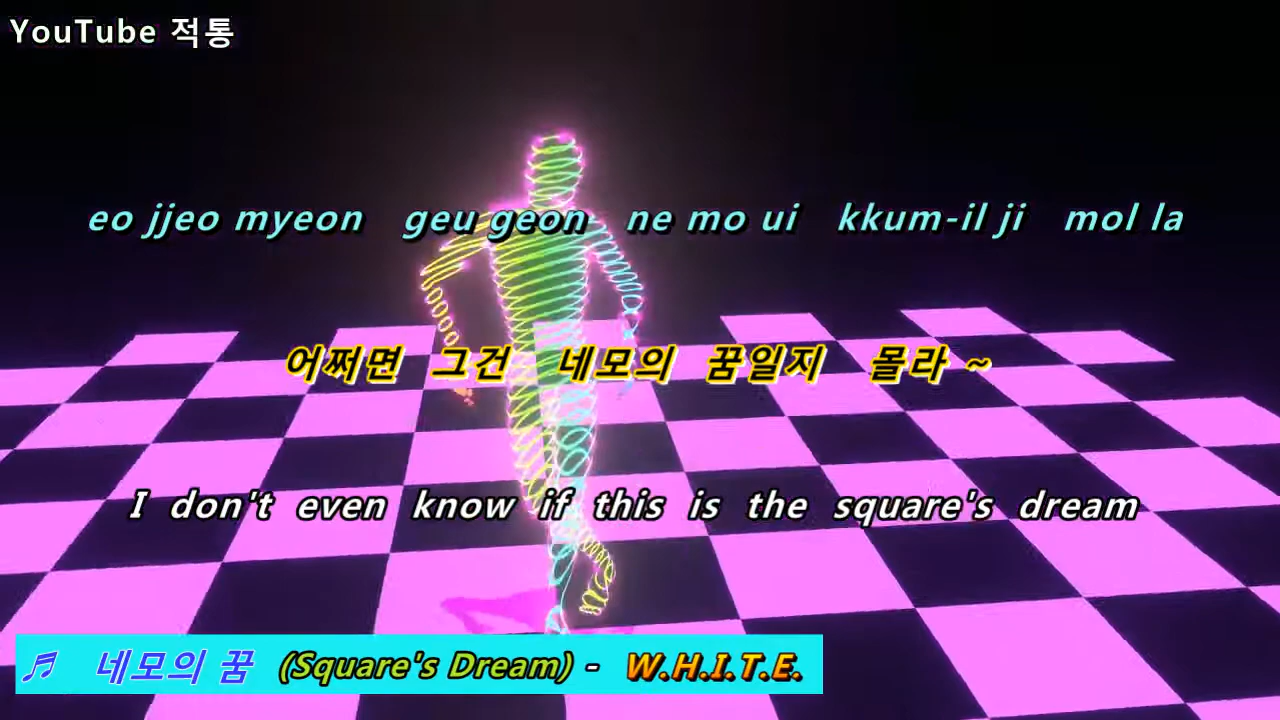 YouTube 적통
eo jjeo myeon geu geon ne mo ui kkum-il ji mol la
어쩌면 그건 네모의 꿈일지 몰라 ~
I don't even know if this is the square's dream
♬ 네모의 꿈 (Square's Dream) - W.H.I.T.E.